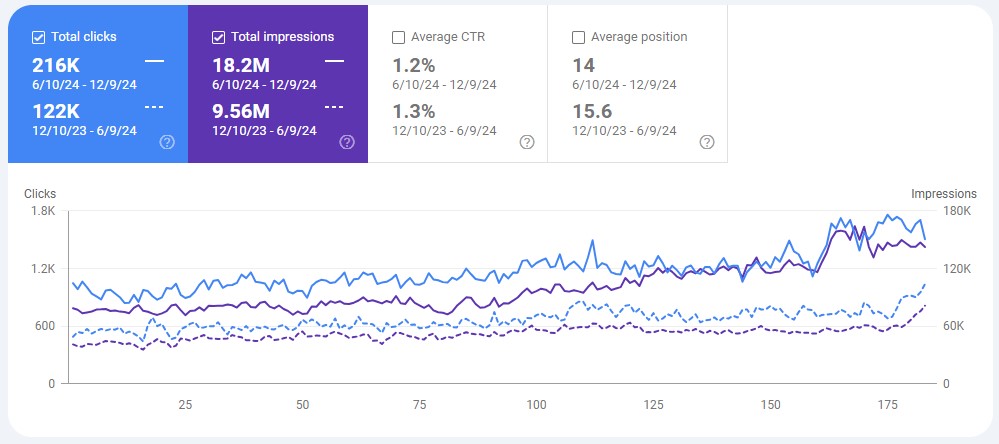 Total clicks
216K
6/10/24 - 12/9/24
122K
12/10/23 - 6/9/24
Total impressions
18.2M
6/10/24 - 12/9/24
9.56M
12/10/23 - 6/9/24
Average CTR
1.2%
6/10/24 - 12/9/24
1.3%
12/10/23 - 6/9/24
Average position
14
6/10/24 - 12/9/24
15.6
12/10/23 - 6/9/24
Clicks
Impressions
1.8K
180K
1.2K
120K
600
60K
0
0
25 50 75 100 125 150 175